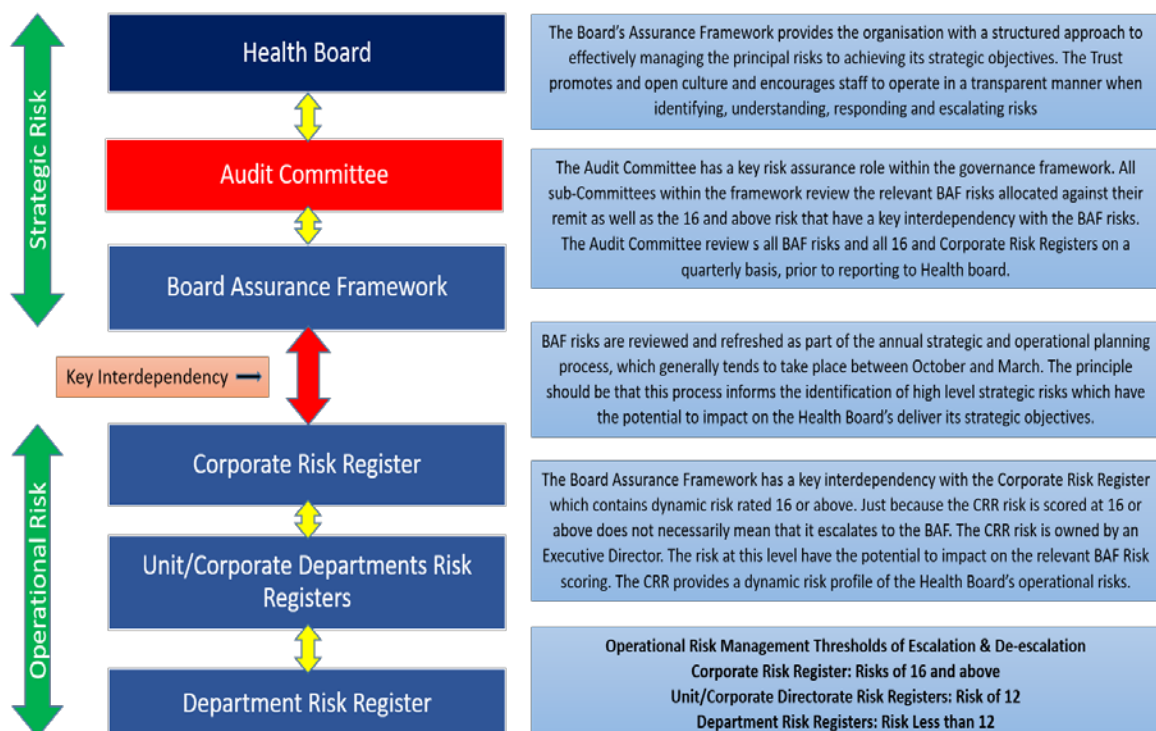 Strategic Risk
Health Board
The Board's Assurance Framework provides the organisation with a structured approach to
effectively managing the principal risks to achieving its strategic objectives. The Trust
promotes and open culture and encourages staff to operate in a transparent manner when
identifying, understanding, responding and escalating risks
Audit Committee
The Audit Committee has a key risk assurance role within the governance framework. All
sub-Committees within the framework review the relevant BAF risks allocated against their
remit as well as the 16 and above risk that have a key interdependency with the BAF risks.
The Audit Committee review s all BAF risks and all 16 and Corporate Risk Registers on a
quarterly basis, prior to reporting to Health board.
Board Assurance Framework
Key Interdependency
BAF risks are reviewed and refreshed as part of the annual strategic and operational planning
process, which generally tends to take place between October and March. The principle
should be that this process informs the identification of high level strategic risks which have
the potential to impact on the Health Board's deliver its strategic objectives.
Operational Risk
Corporate Risk Register
The Board Assurance Framework has a key interdependency with the Corporate Risk Register
which contains dynamic risk rated 16 or above. Just because the CRR risk is scored at 16 or
above does not necessarily mean that it escalates to the BAF. The CRR risk is owned by an
Executive Director. The risk at this level have the potential to impact on the relevant BAF Risk
scoring. The CRR provides a dynamic risk profile of the Health Board's operational risks.
Unit/Corporate Departments Risk
Registers
Department Risk Register
Operational Risk Management Thresholds of Escalation & De-escalation
Corporate Risk Register: Risks of 16 and above
Unit/Corporate Directorate Risk Registers: Risk of 12
Department Risk Registers: Risk Less than 12